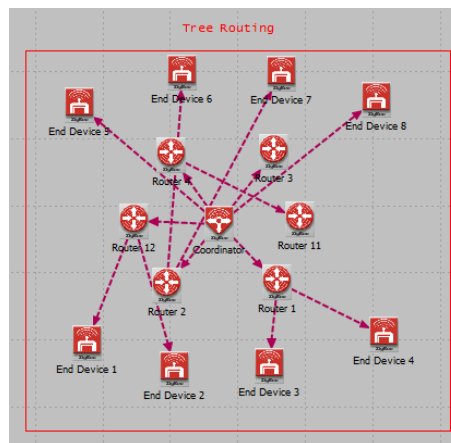 Tree Routing
End Device 6
End Device 7
End Device 5
End Device 8
Router 4
Router 3
Router 12
Coordinator
Router 11
Router 2
Router 1
End Device 1
End Device 2
End Device 3
End Device 4